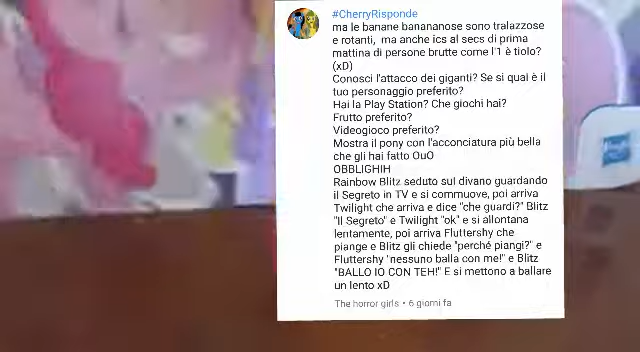 #CherryRisponde
ma le banane banananose sono tralazzose
e rotanti, ma anche ics al secs di prima
mattina di persone brutte come l'1 è tiolo?
(xD)
Conosci l'attacco dei giganti? Se si qual è il
tuo personaggio preferito?
Hai la Play Station? Che giochi hai?
Frutto preferito?
Videogioco preferito?
Mostra il pony con l'acconciatura più bella
che gli hai fatto OuO
OBBLIGHIH
Rainbow Blitz seduto sul divano guardando
il Segreto in TV e si commuove, poi arriva
Twilight che arriva e dice "che guardi?" Blitz
"Il Segreto" e Twilight "ok" e si allontana
lentamente, poi arriva Fluttershy che
piange e Blitz gli chiede "perché piangi?" e
Fluttershy "nessuno balla con me!" e Blitz
"BALLO IO CON TEH!" E si mettono a ballare
un lento xD
The horror girls • 6 giorni fa